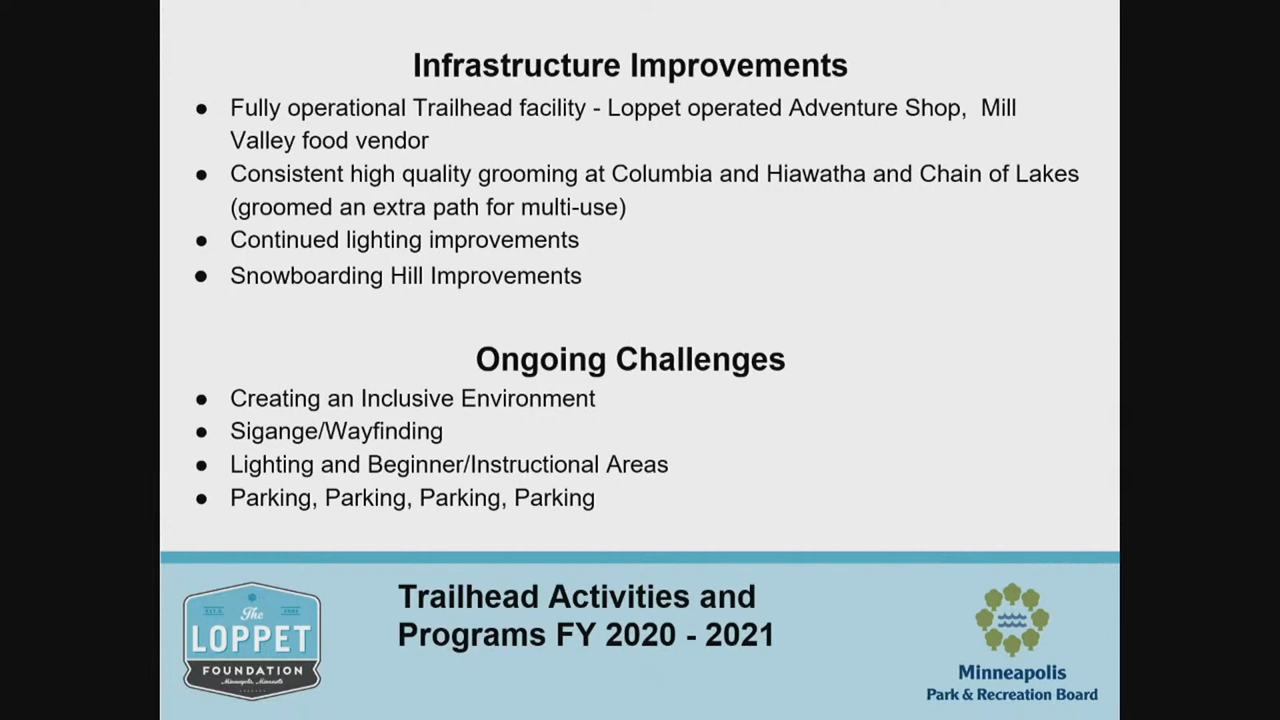 Infrastructure Improvements
● Fully operational Trailhead facility - Loppet operated Adventure Shop,  Mill
Valley food vendor
● Consistent high quality grooming at Columbia and Hiawatha and Chain of Lakes
(groomed an extra path for multi-use)
● Continued lighting improvements
● Snowboarding Hill Improvements
Ongoing Challenges
● Creating an Inclusive Environment
● Sigange/Wayfinding
● Lighting and Beginner/Instructional Areas
● Parking, Parking, Parking, Parking
Trailhead Activities and
Programs FY 2020 - 2021
The
LOPPET
FOUNDATION
Minneapolis, Minnesota
Minneapolis
Park & Recreation Board